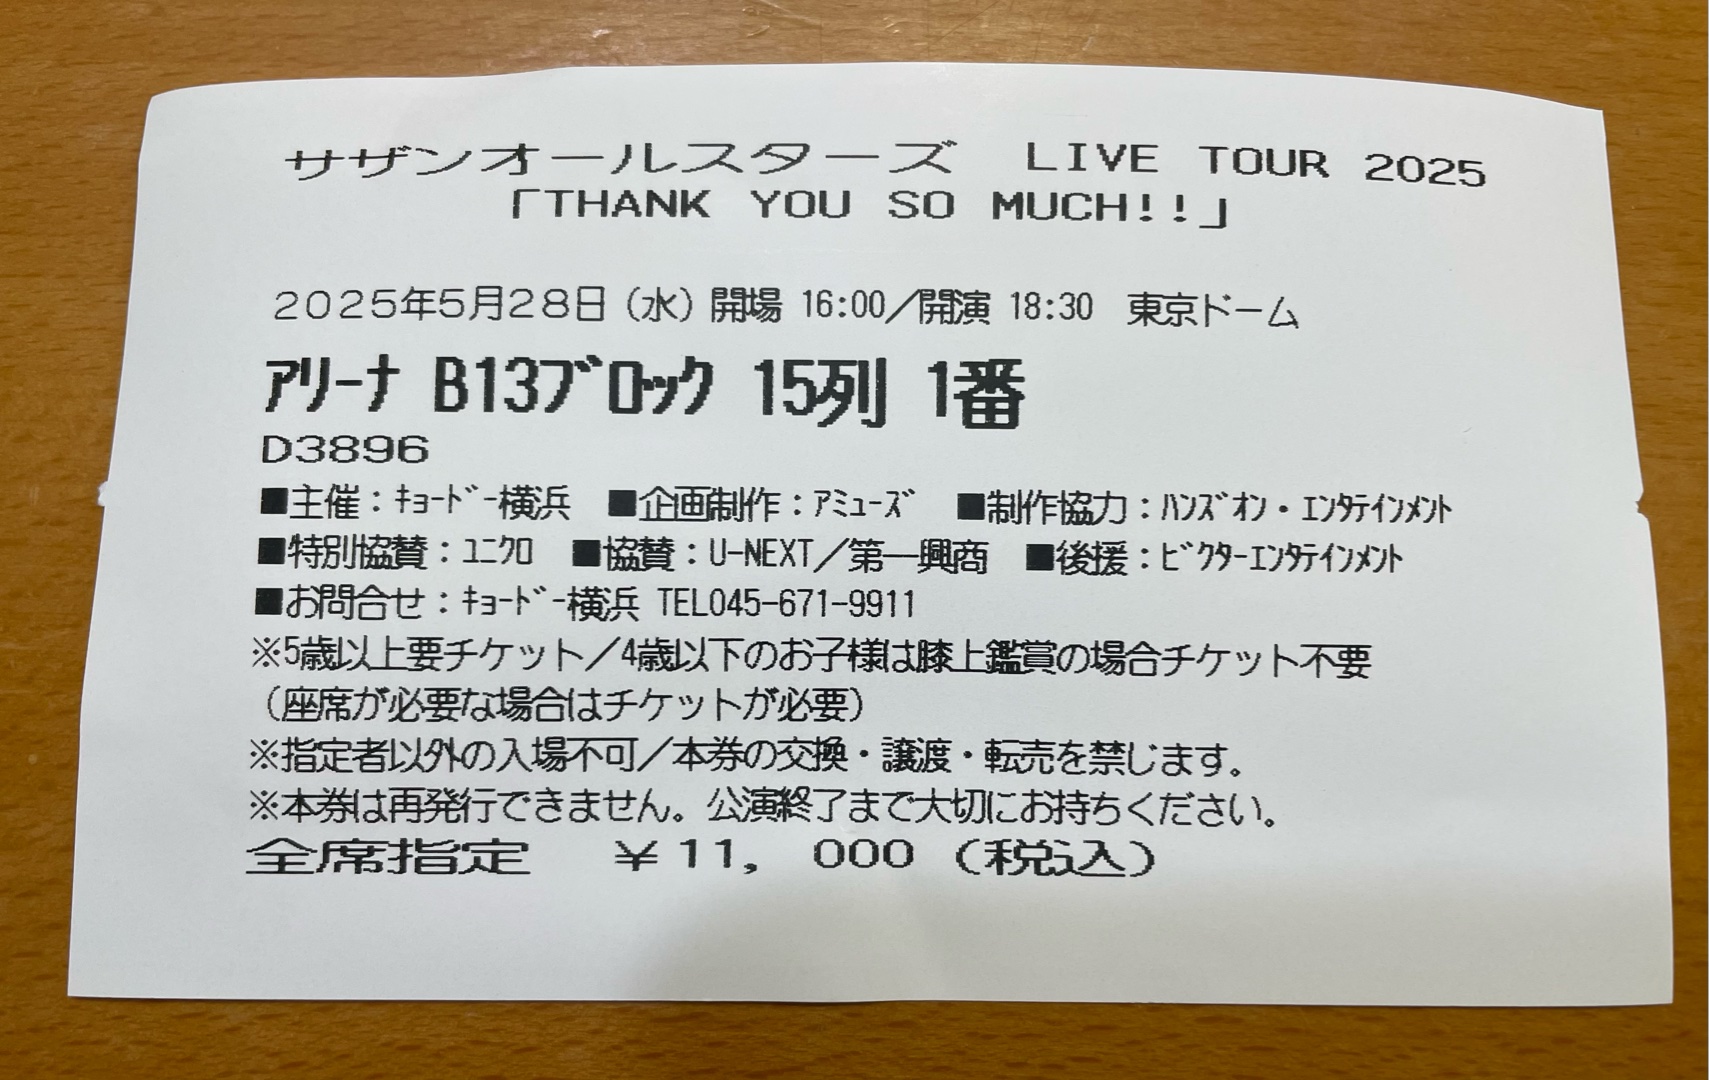 サザンオールスターズ LIVE TOUR 2025
「THANK YOU SO MUCH!!」
2025年5月28日（水）開場 16:00／開演 18:30 東京ドーム
ｱﾘｰﾅ B13ﾌﾞﾛｯｸ 15列 1番
D3896
■主催：ｷｮｰﾄﾞｰ横浜 ■企画制作：ｱﾐｭｰｽﾞ ■制作協力：ﾊﾝｽﾞｵﾝ・ｴﾝﾀﾃｲﾝﾒﾝﾄ
■特別協賛：ﾕﾆｸﾛ ■協賛：U-NEXT／第一興商 ■後援：ﾋﾞｸﾀｰｴﾝﾀﾃｲﾝﾒﾝﾄ
■お問合せ：ｷｮｰﾄﾞｰ横浜 TEL045-671-9911
※5歳以上要チケット／4歳以下のお子様は膝上鑑賞の場合チケット不要
（座席が必要な場合はチケットが必要）
※指定者以外の入場不可／本券の交換・譲渡・転売を禁じます。
※本券は再発行できません。公演終了まで大切にお持ちください。
全席指定 ￥11，000（税込）